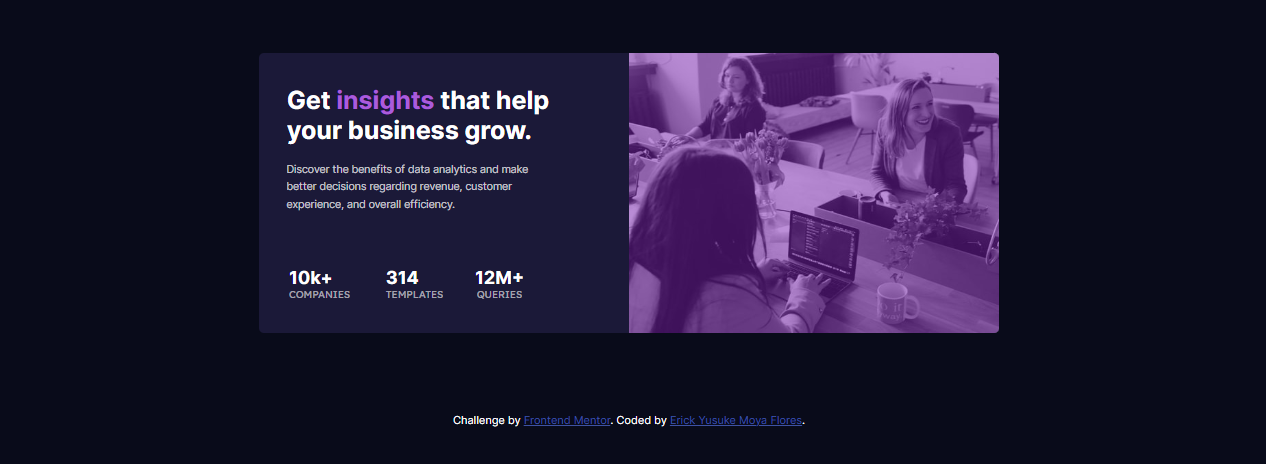 Get insights that help
your business grow.
Discover the benefits of data analytics and make
better decisions regarding revenue, customer
experience, and overall efficiency.
10k+ 314 12M+
COMPANIES TEMPLATES QUERIES
Challenge by Frontend Mentor. Coded by Erick Yusuke Moya Flores.